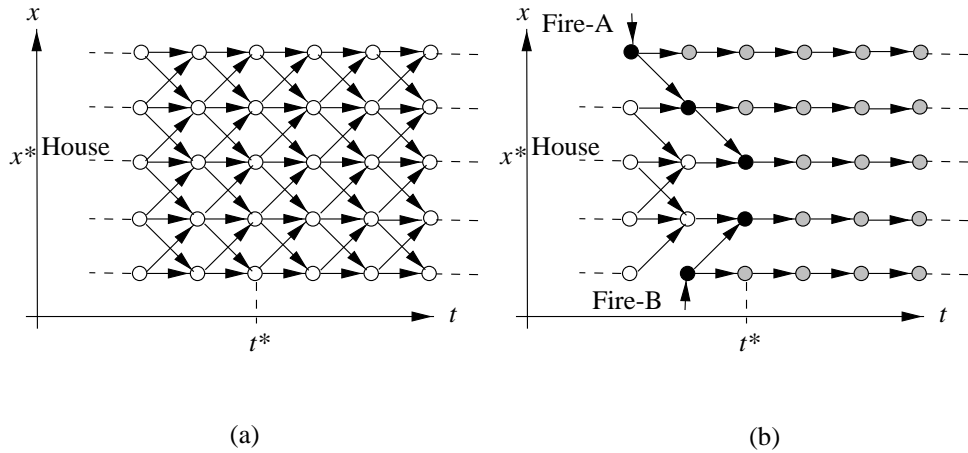 x
x* House
t
t*
(a)
x
Fire-A
x* House
Fire-B
t
t*
(b)